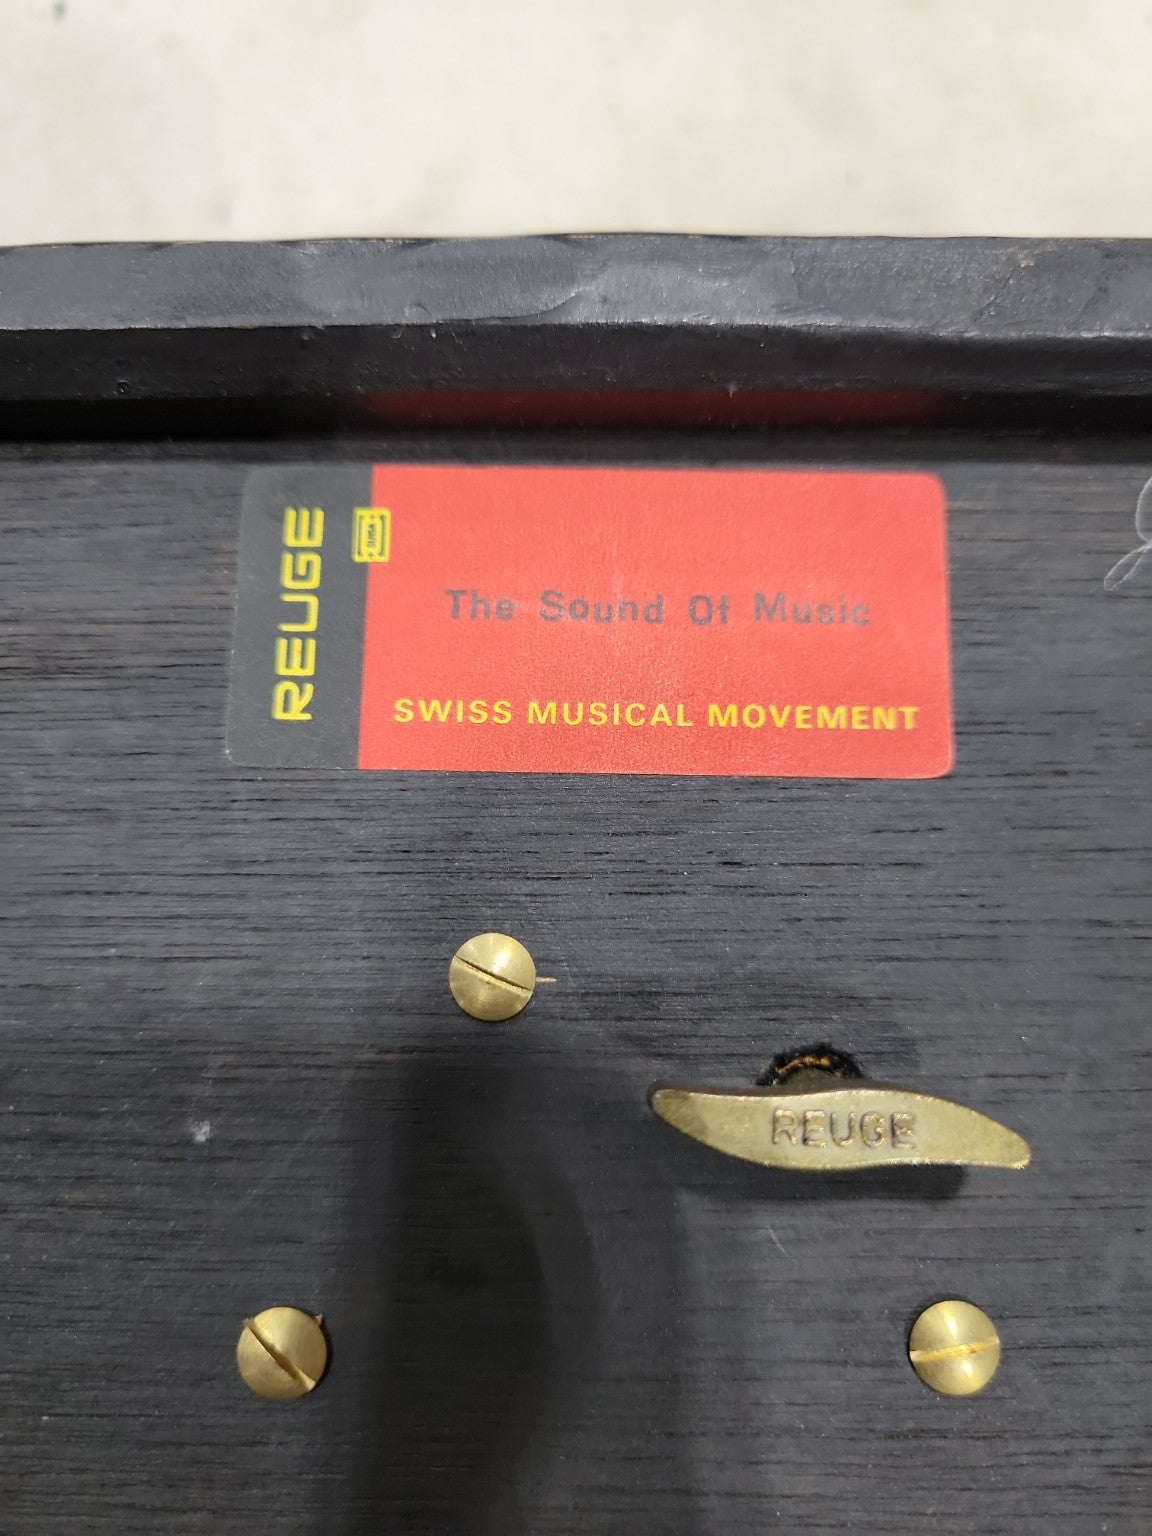 REUGE
The Sound Of Music
SWISS MUSICAL MOVEMENT
REUGE